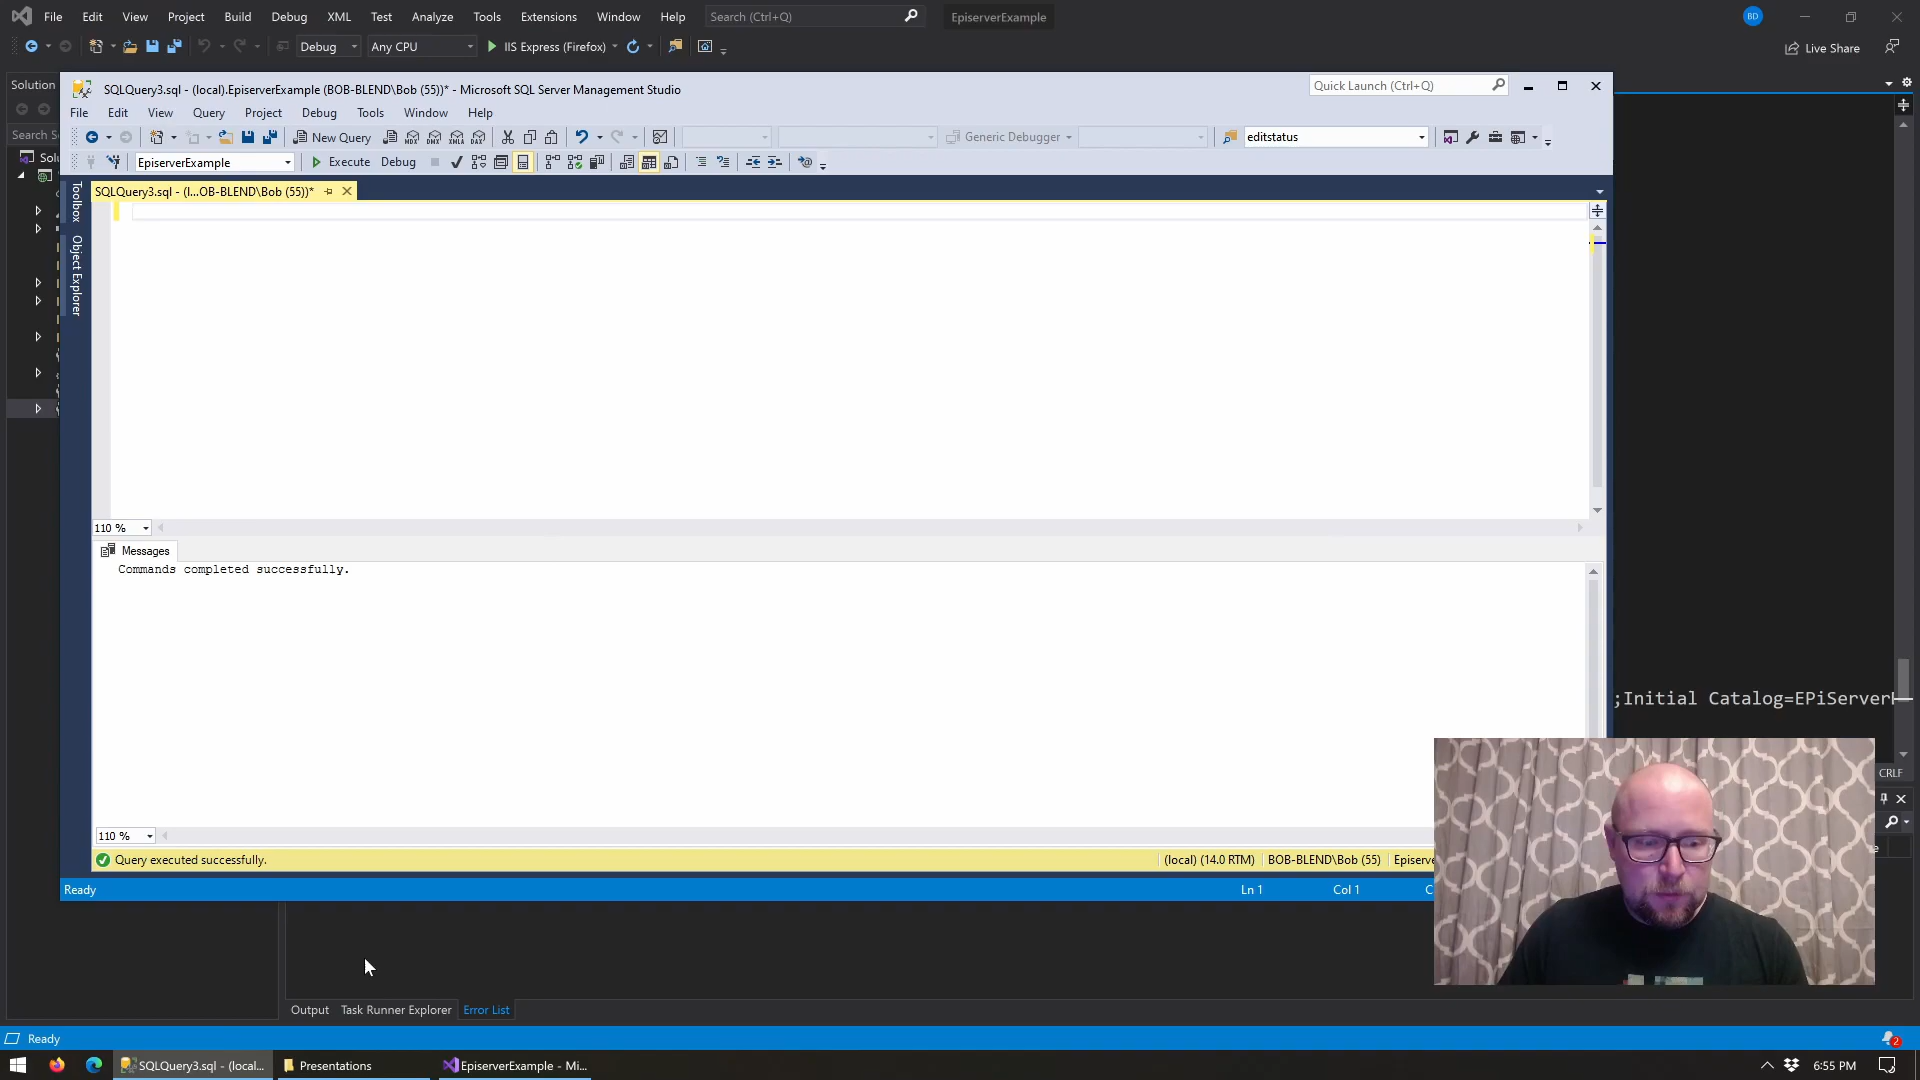 File Edit View Project Build Debug Test XML Analyze Tools Extensions Window Help Search (Ctrl+Q) EpiserverExample BD
Debug Any CPU IIS Express (Firefox) Live Share
Solution
SQLQuery3.sql - (local).EpiserverExample (BOB-BLEND\Bob (55))* - Microsoft SQL Server Management Studio Quick Launch (Ctrl+Q)
File Edit View Query Project Debug Tools Window Help
Search S
New Query Generic Debugger editstatus
Solu
EpiserverExample Execute Debug
SQLQuery3.sql - (l...OB-BLEND\Bob (55))*
Toolbox
Object Explorer
110 %
Messages
Commands completed successfully.
;Initial Catalog=EPiServer
CRLF
110 %
Query executed successfully. (local) (14.0 RTM) BOB-BLEND\Bob (55) Episerve
Ready Ln 1 Col 1 C
Output Task Runner Explorer Error List
Ready 2
SQLQuery3.sql - (local... Presentations EpiserverExample - Mi... 6:55 PM